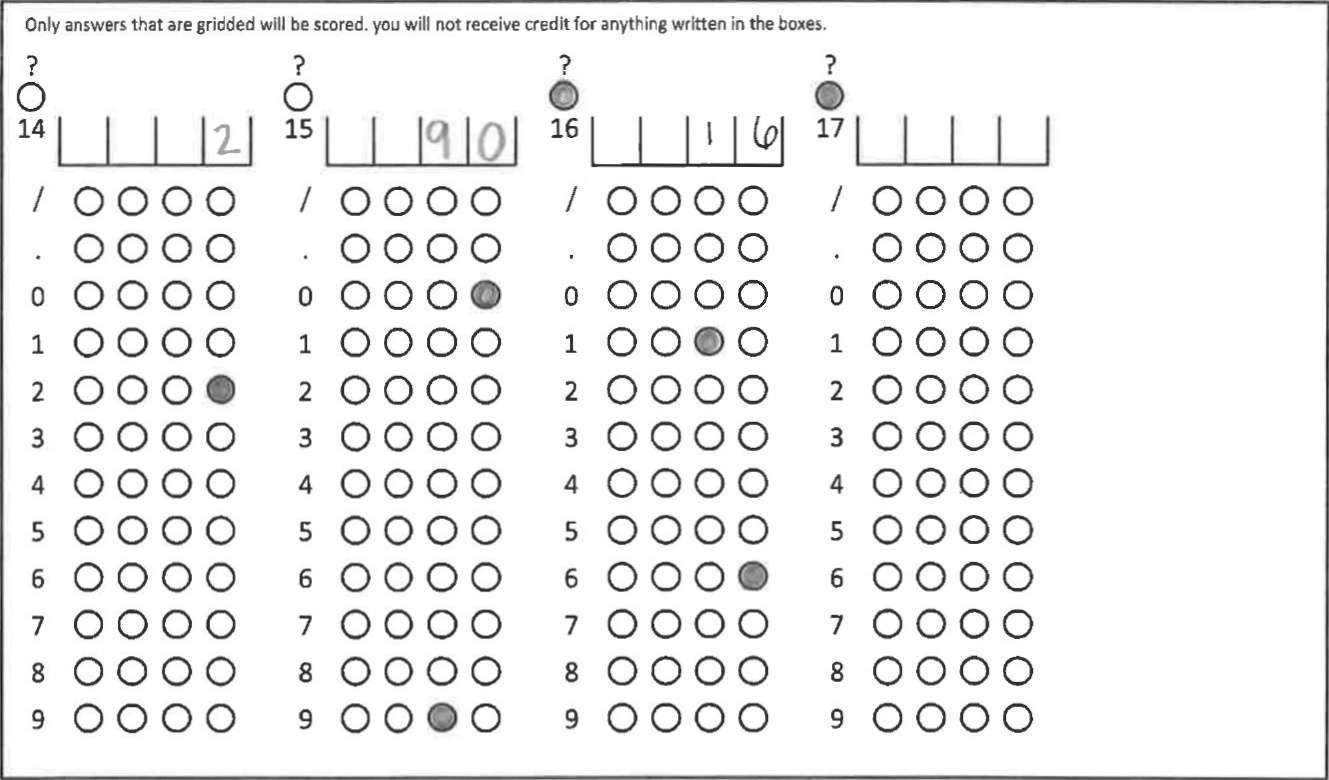 Only answers that are gridded will be scored. you will not receive credit for anything written in the boxes.
? ? ? ?
14 2 15 9 0 16 1 6 17
/ / / /
. . . .
0 0 0 0
1 1 1 1
2 2 2 2
3 3 3 3
4 4 4 4
5 5 5 5
6 6 6 6
7 7 7 7
8 8 8 8
9 9 9 9